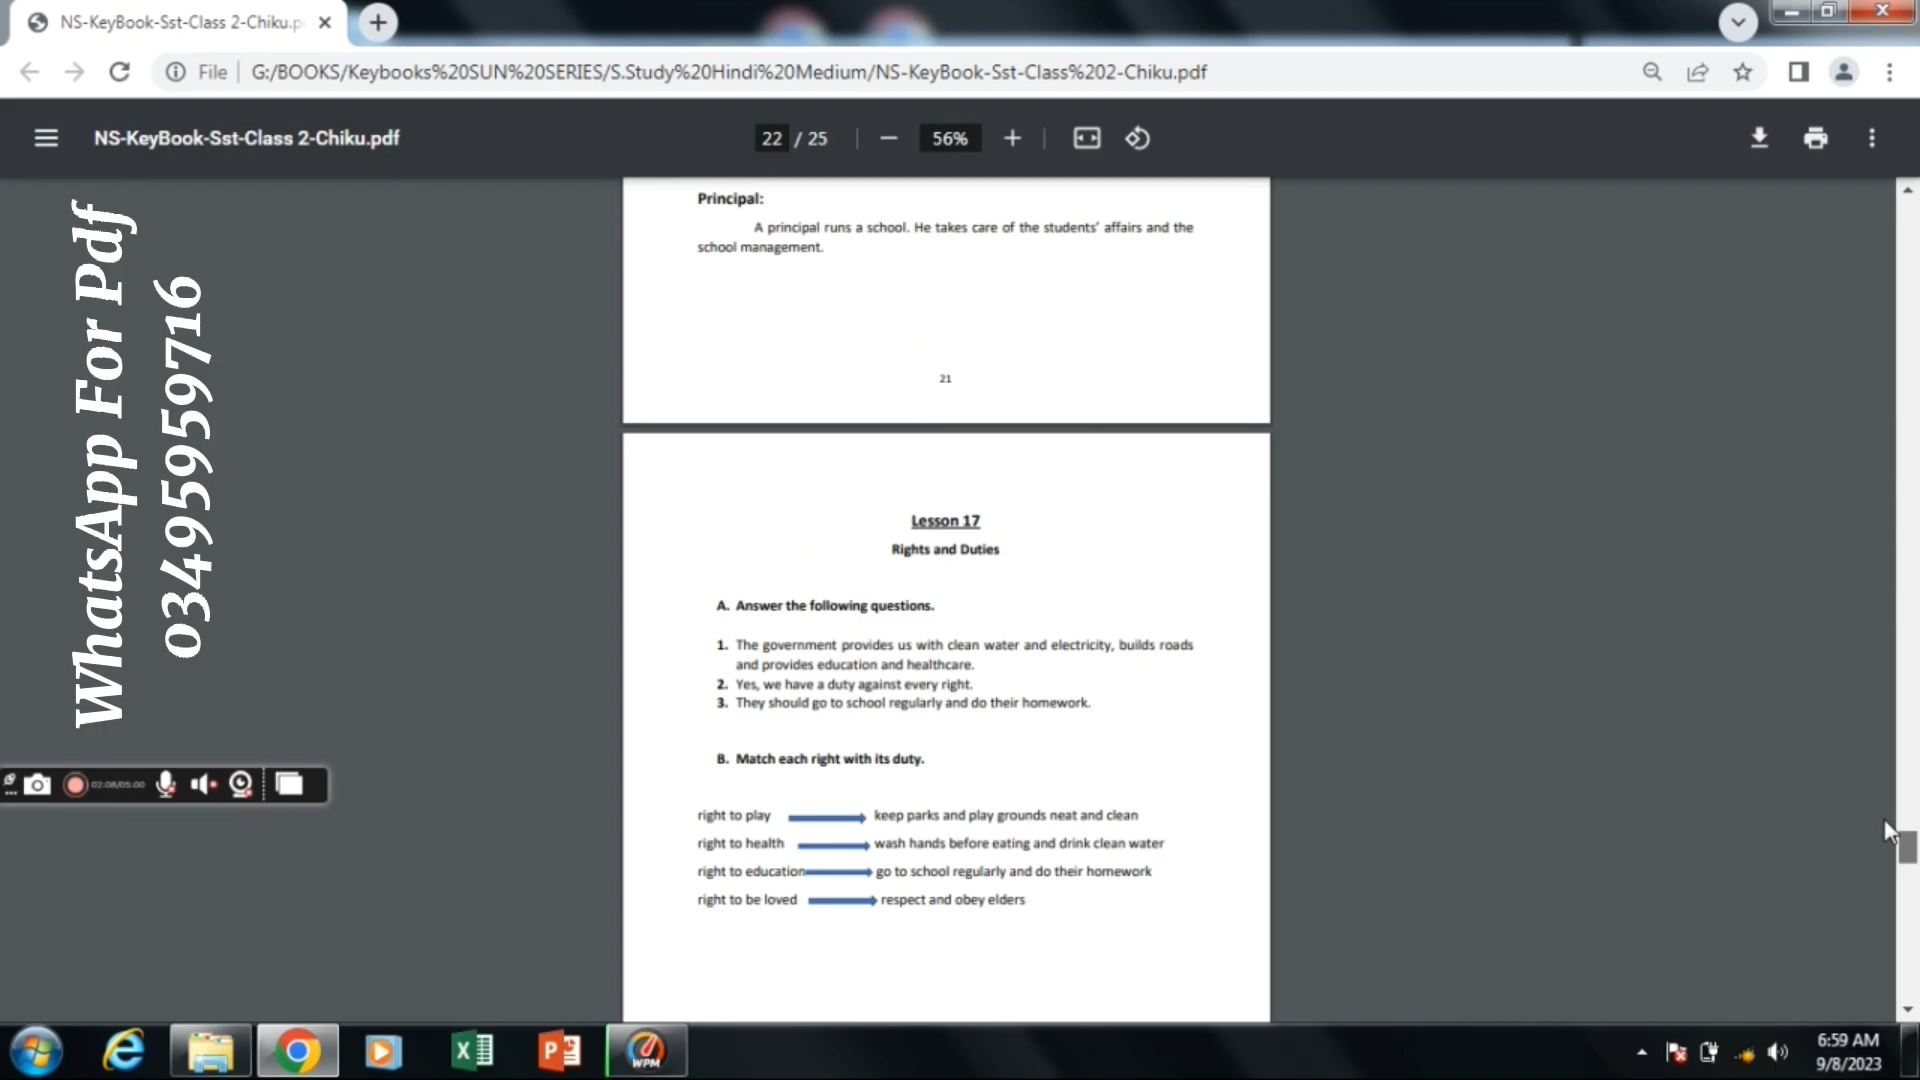 NS-KeyBook-Sst-Class 2-Chiku.p
File
G:/BOOKS/Keybooks%20SUN%20SERIES/S.Study%20Hindi%20Medium/NS-KeyBook-Sst-Class%202-Chiku.pdf
NS-KeyBook-Sst-Class 2-Chiku.pdf
22 / 25
56%
WhatsApp For Pdf
03495959716
Principal:
A principal runs a school. He takes care of the students' affairs and the
school management.
21
Lesson 17
Rights and Duties
A. Answer the following questions.
1. The government provides us with clean water and electricity, builds roads
and provides education and healthcare.
2. Yes, we have a duty against every right.
3. They should go to school regularly and do their homework.
B. Match each right with its duty.
right to play keep parks and play grounds neat and clean
right to health wash hands before eating and drink clean water
right to education go to school regularly and do their homework
right to be loved respect and obey elders
02:08/05:00
WPM
6:59 AM
9/8/2023